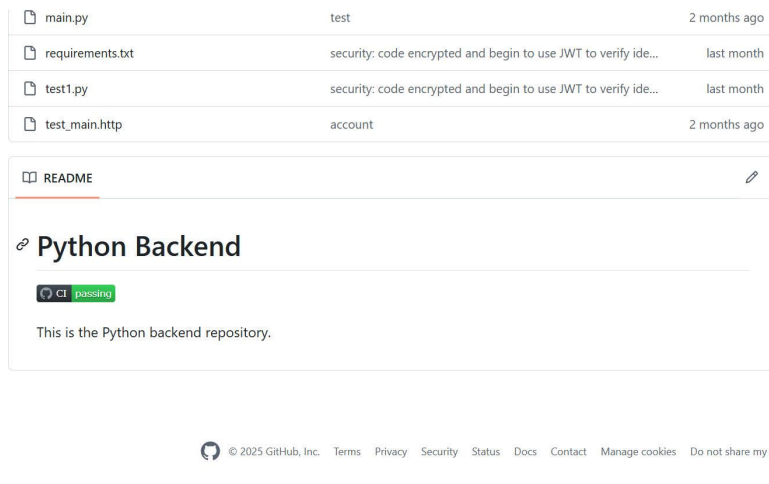 main.py test 2 months ago
requirements.txt security: code encrypted and begin to use JWT to verify ide... last month
test1.py security: code encrypted and begin to use JWT to verify ide... last month
test_main.http account 2 months ago
README
Python Backend
CI passing
This is the Python backend repository.
© 2025 GitHub, Inc. Terms Privacy Security Status Docs Contact Manage cookies Do not share my